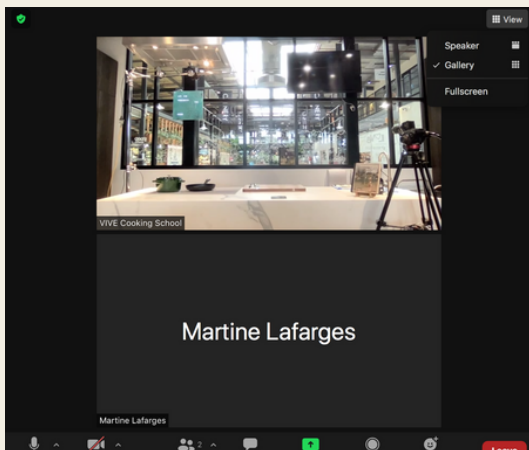 View
Speaker
Gallery
Fullscreen
VIVE Cooking School
Martine Lafarges
Martine Lafarges
2
Leave